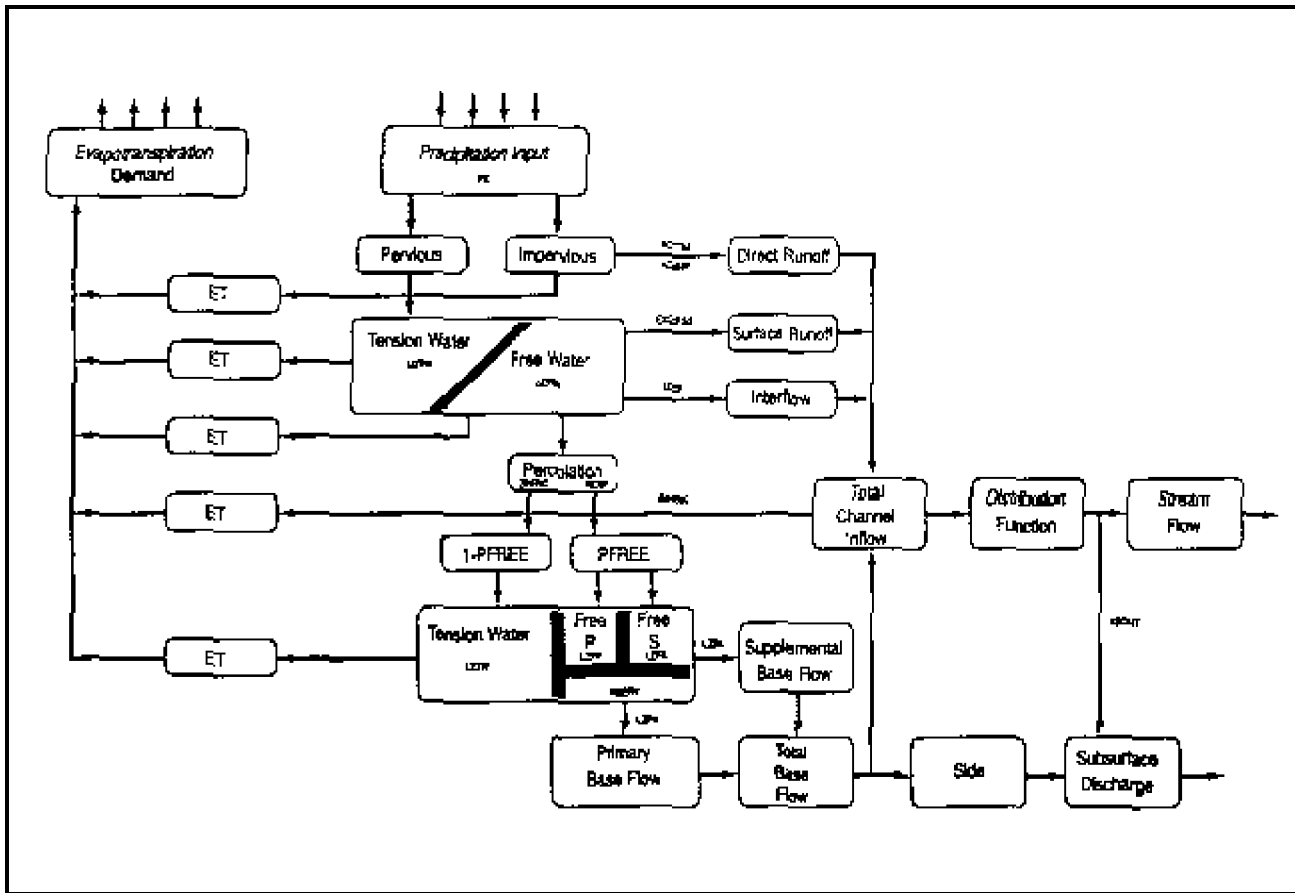 Evapotranspiration
Demand
Precipitation Input
Pervious
Impervious
Direct Runoff
ET
Tension Water
Free Water
Surface Runoff
ET
Interflow
ET
Percolation
ET
Total
Channel
Inflow
Distribution
Function
Stream
Flow
1-PFREE
PFREE
Tension Water
Free
P
Free
S
ET
Supplemental
Base Flow
Primary
Base Flow
Total
Base
Flow
Side
Subsurface
Discharge